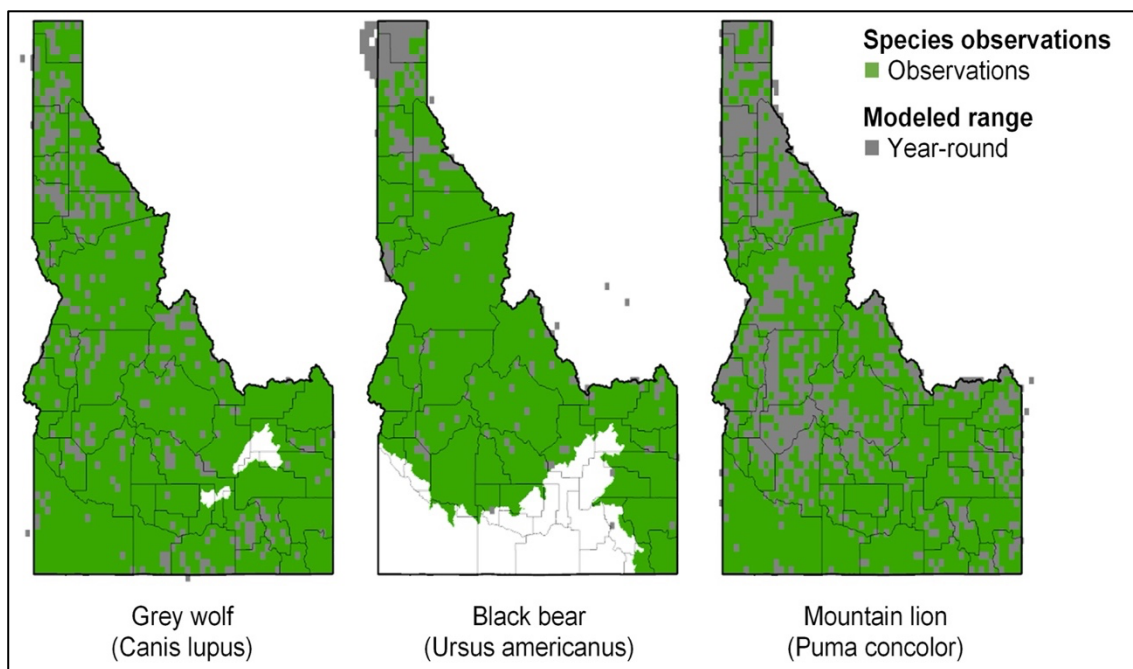 Species observations
Observations
Modeled range
Year-round
Grey wolf
(Canis lupus)
Black bear
(Ursus americanus)
Mountain lion
(Puma concolor)